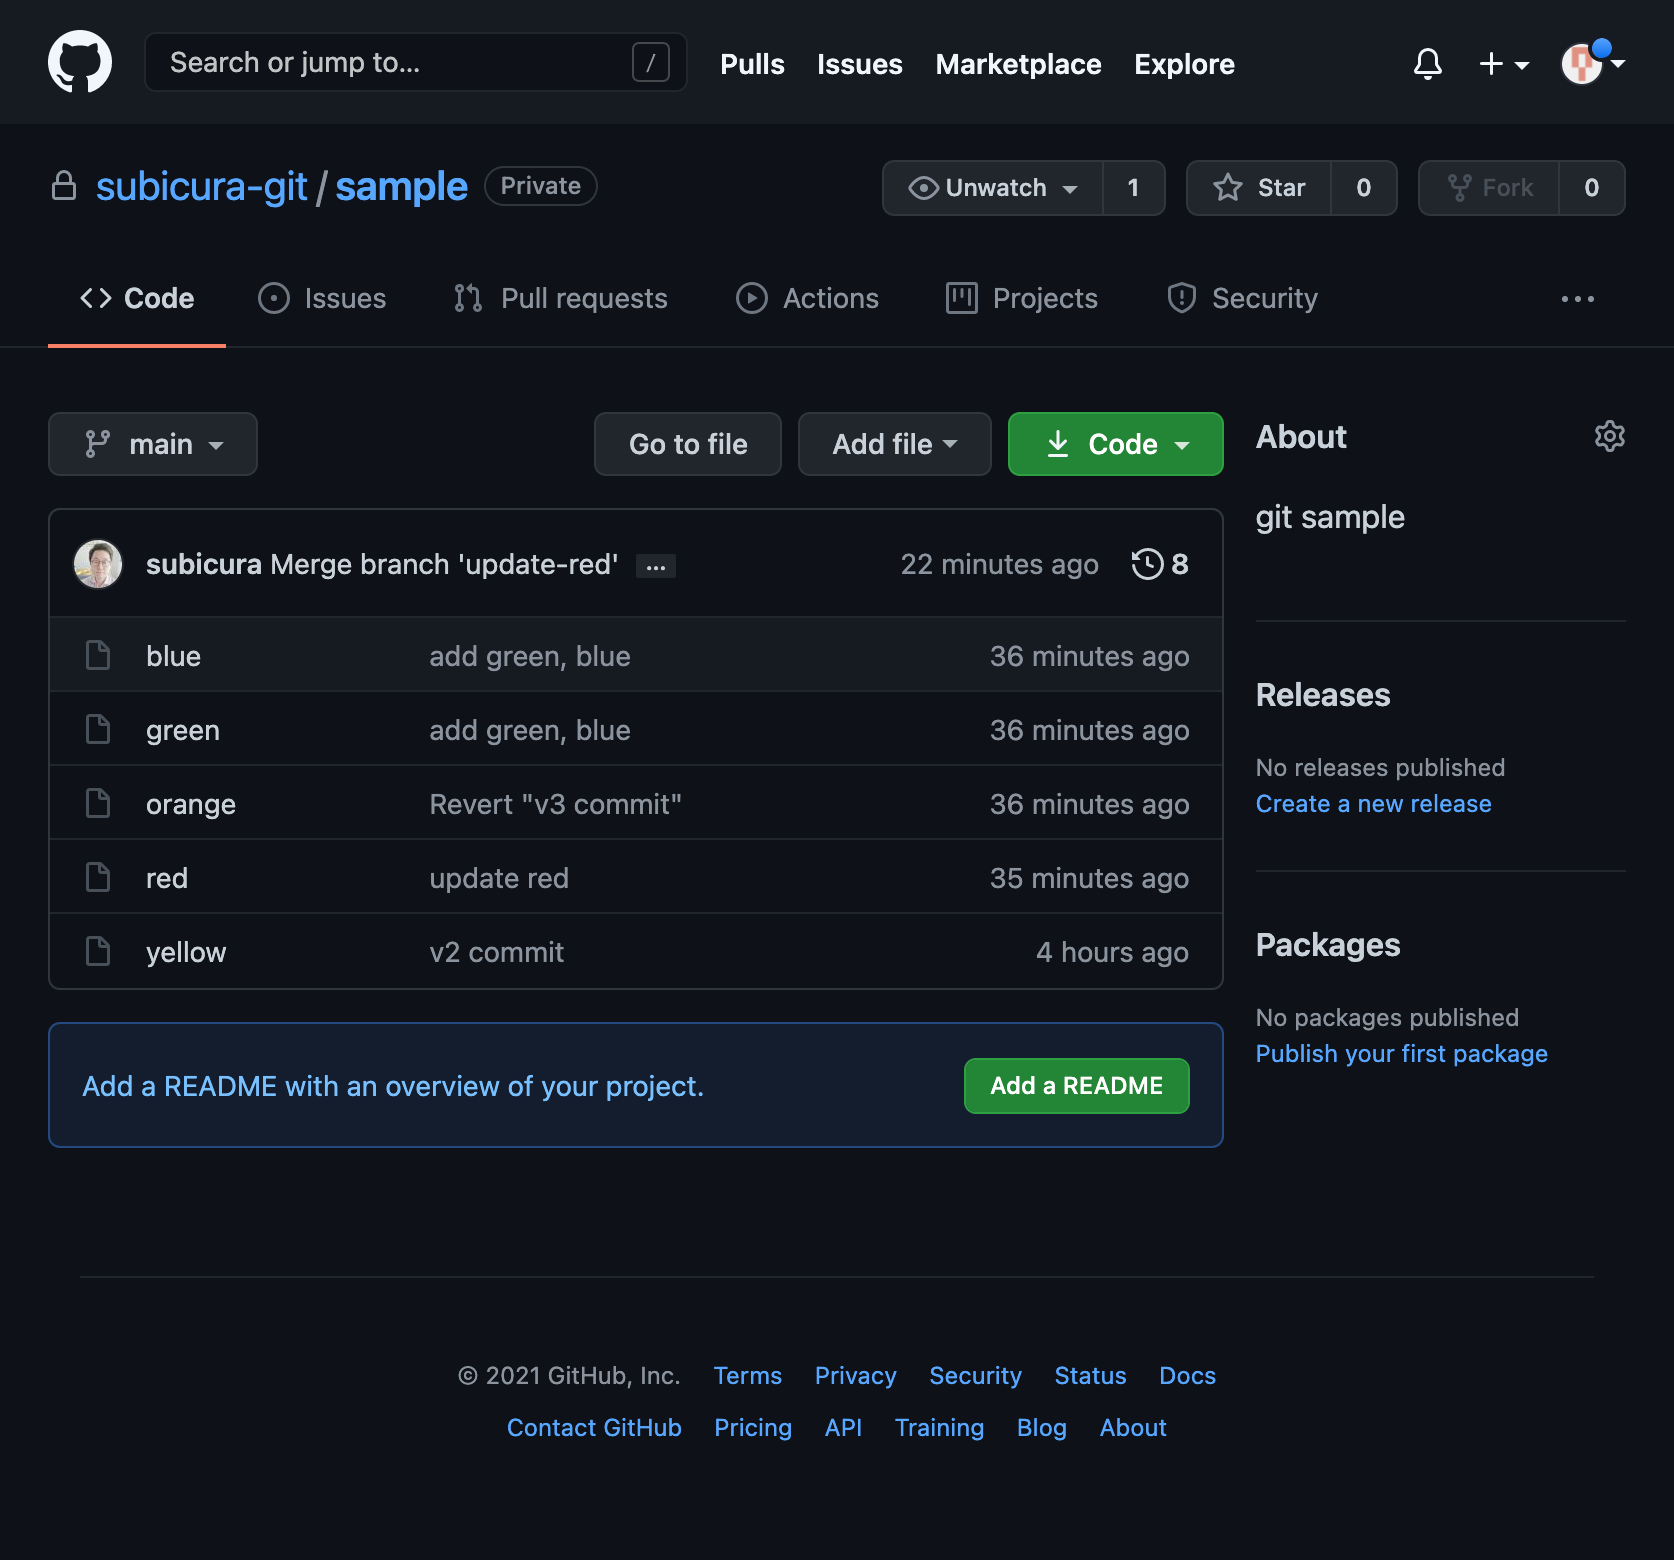 Search or jump to... / Pulls Issues Marketplace Explore
subicura-git / sample Private Unwatch 1 Star 0 Fork 0
Code Issues Pull requests Actions Projects Security ...
main Go to file Add file Code
About
git sample
subicura Merge branch 'update-red' ... 22 minutes ago 8
blue add green, blue 36 minutes ago
green add green, blue 36 minutes ago
orange Revert "v3 commit" 36 minutes ago
red update red 35 minutes ago
yellow v2 commit 4 hours ago
Releases
No releases published
Create a new release
Packages
No packages published
Publish your first package
Add a README with an overview of your project. Add a README
© 2021 GitHub, Inc. Terms Privacy Security Status Docs
Contact GitHub Pricing API Training Blog About